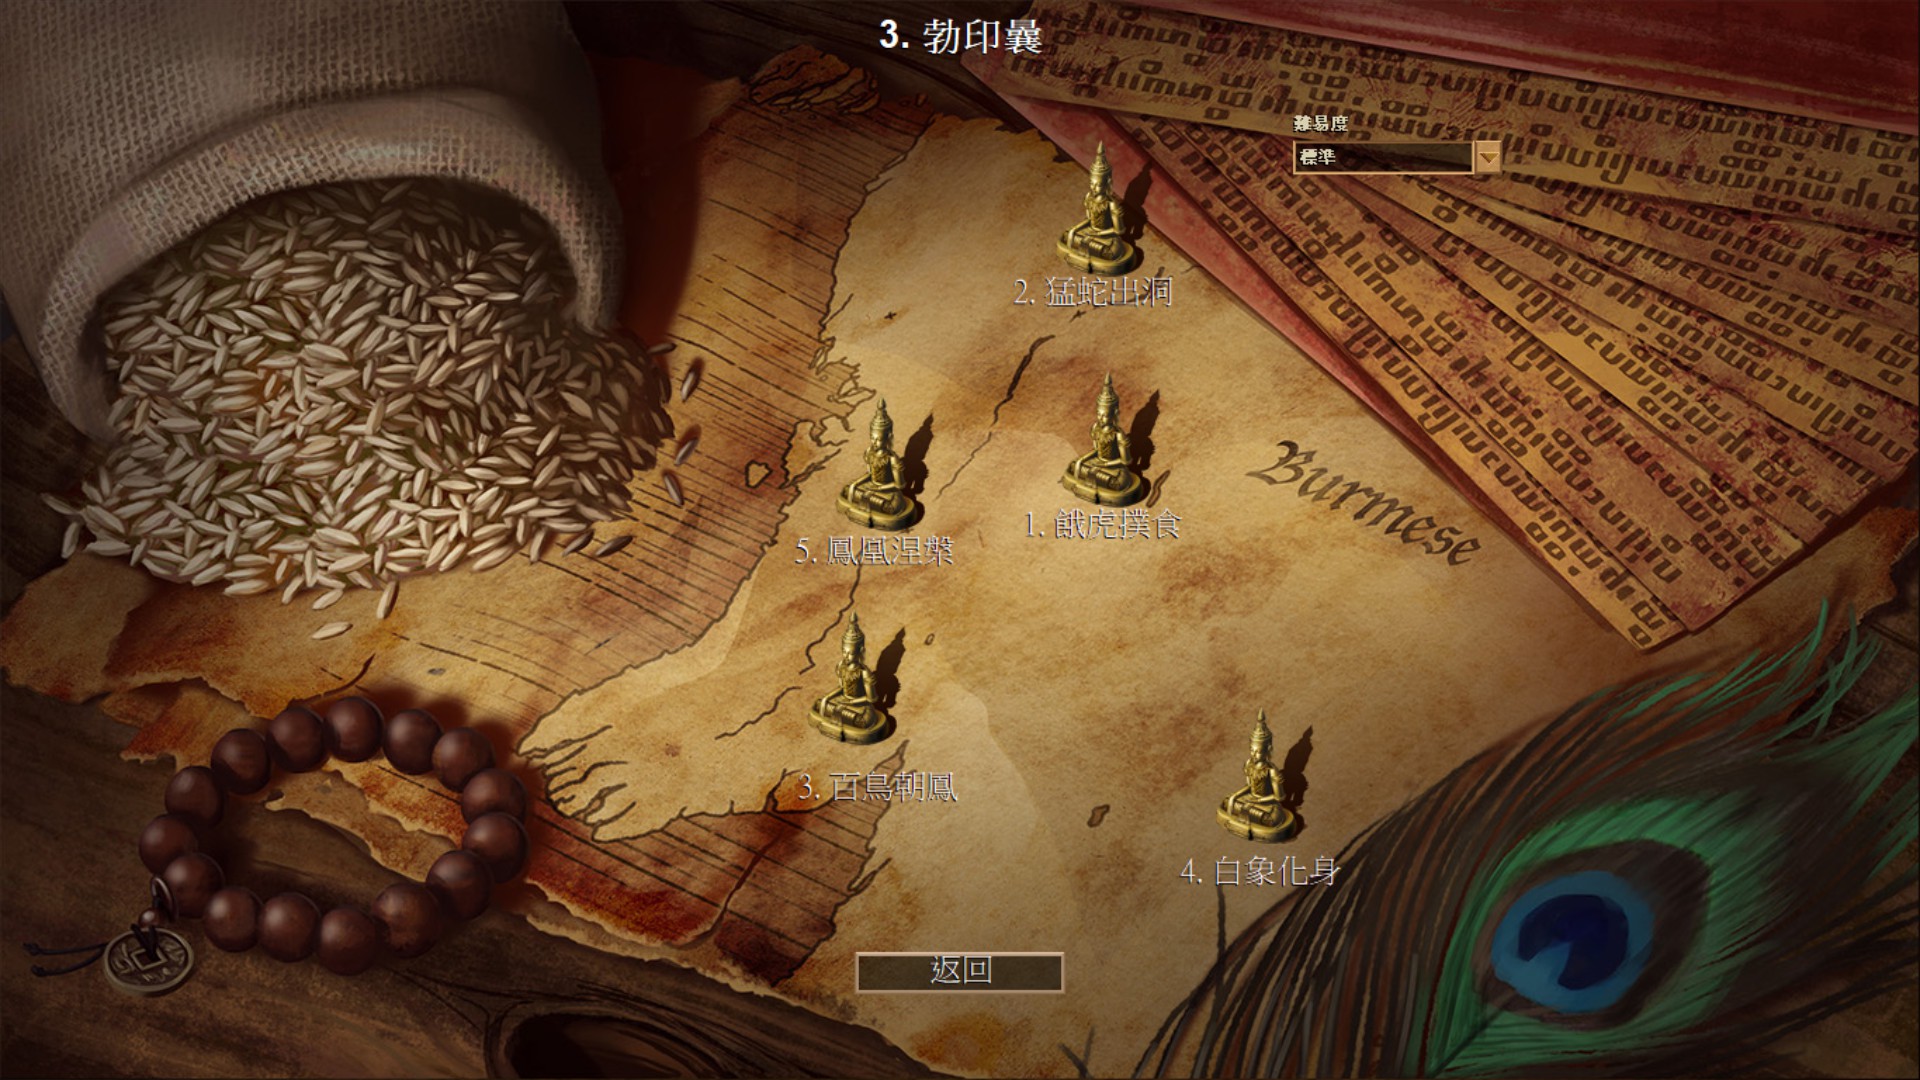 3. 勃印曩
難易度
標準
2. 猛蛇出洞
1. 餓虎撲食
5. 鳳凰涅槃
Burmese
3. 百鳥朝鳳
4. 白象化身
返回